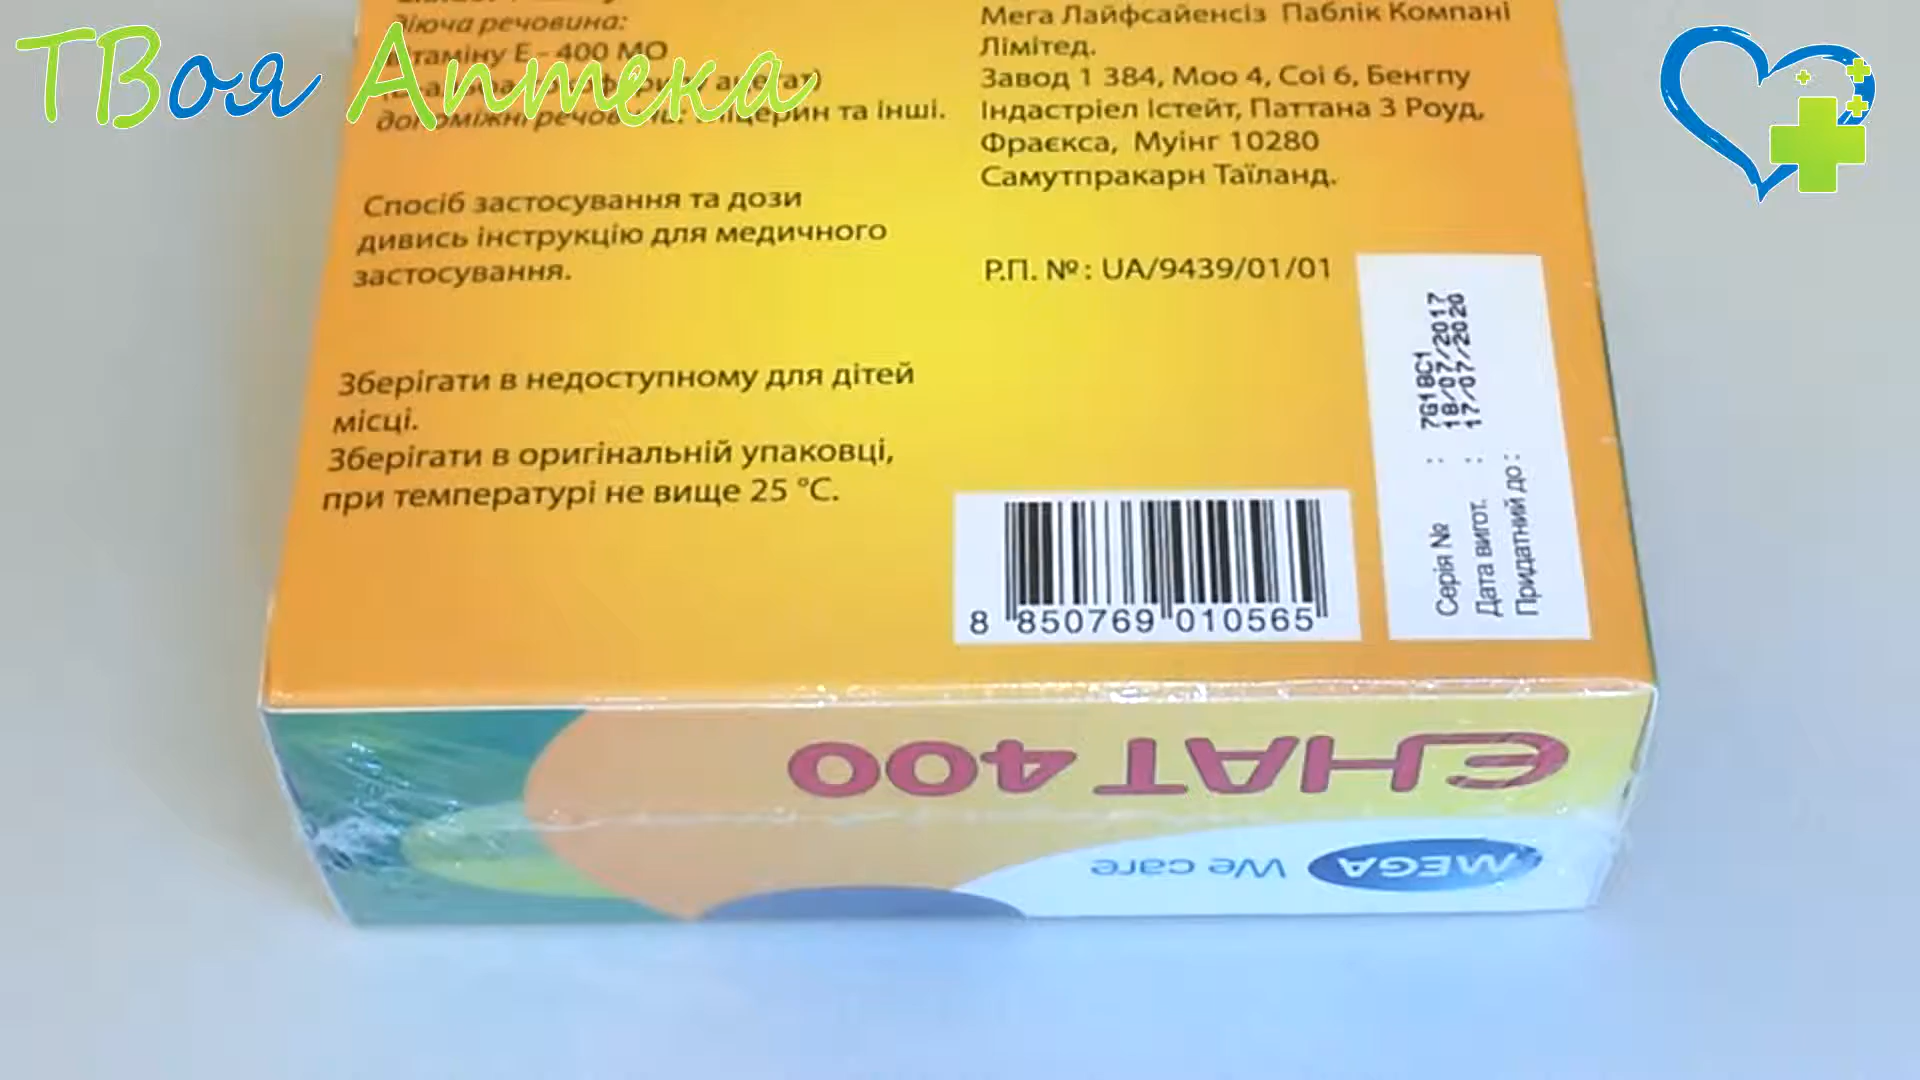 ТВоя Аптека
діюча речовина:
вітаміну Е - 400 МО
ацетат)
допоміжні речовини: гліцерин та інші.
Спосіб застосування та дози
дивись інструкцію для медичного
застосування.
Зберігати в недоступному для дітей
місці.
Зберігати в оригінальній упаковці,
при температурі не вище 25 °С.
Мега Лайфсайенсіз Паблік Компані
Лімітед.
Завод 1 384, Моо 4, Сої 6, Бенгпу
Індастріел Істейт, Паттана 3 Роуд,
Фраєкса, Муінг 10280
Самутпракарн Таїланд.
Р.П. №: UA/9439/01/01
8 850769 010565
Серія № : 7G18C1
Дата вигот. : 18/07/2017
Придатний до : 17/07/2020
ЄНАТ 400
MEGA We care